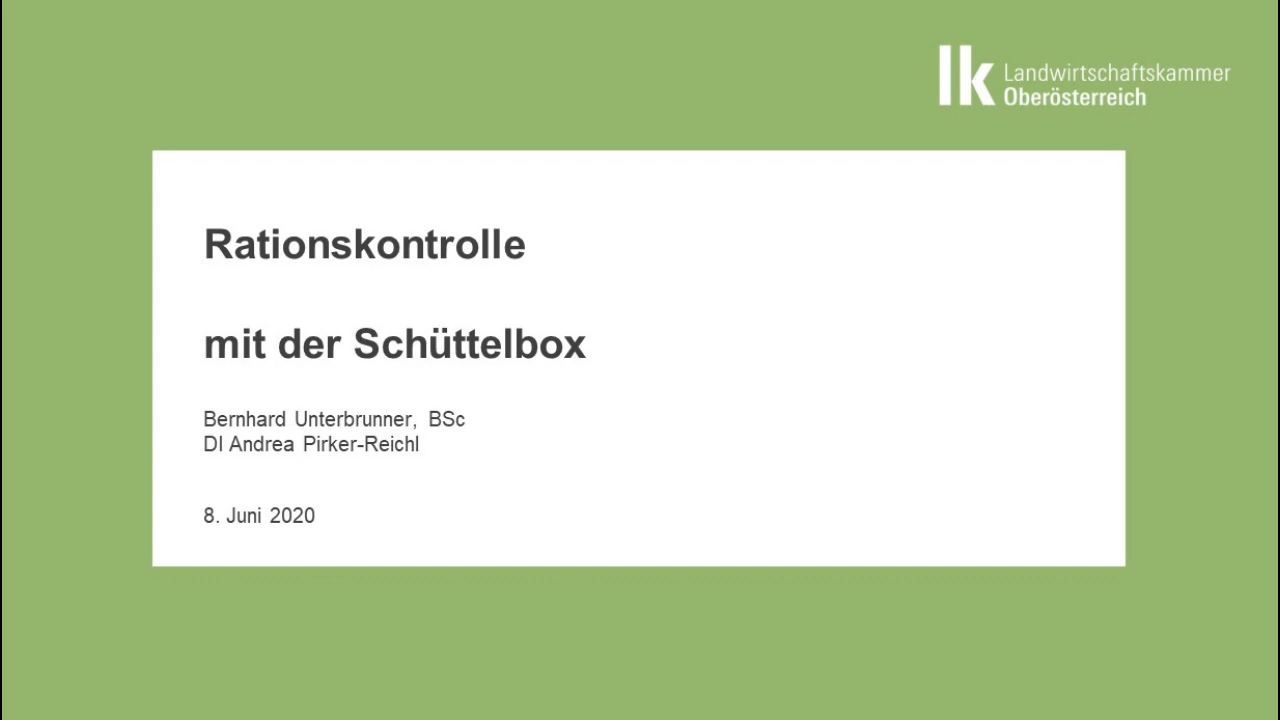 lk Landwirtschaftskammer
Oberösterreich
Rationskontrolle
mit der Schüttelbox
Bernhard Unterbrunner, BSc
DI Andrea Pirker-Reichl
8. Juni 2020